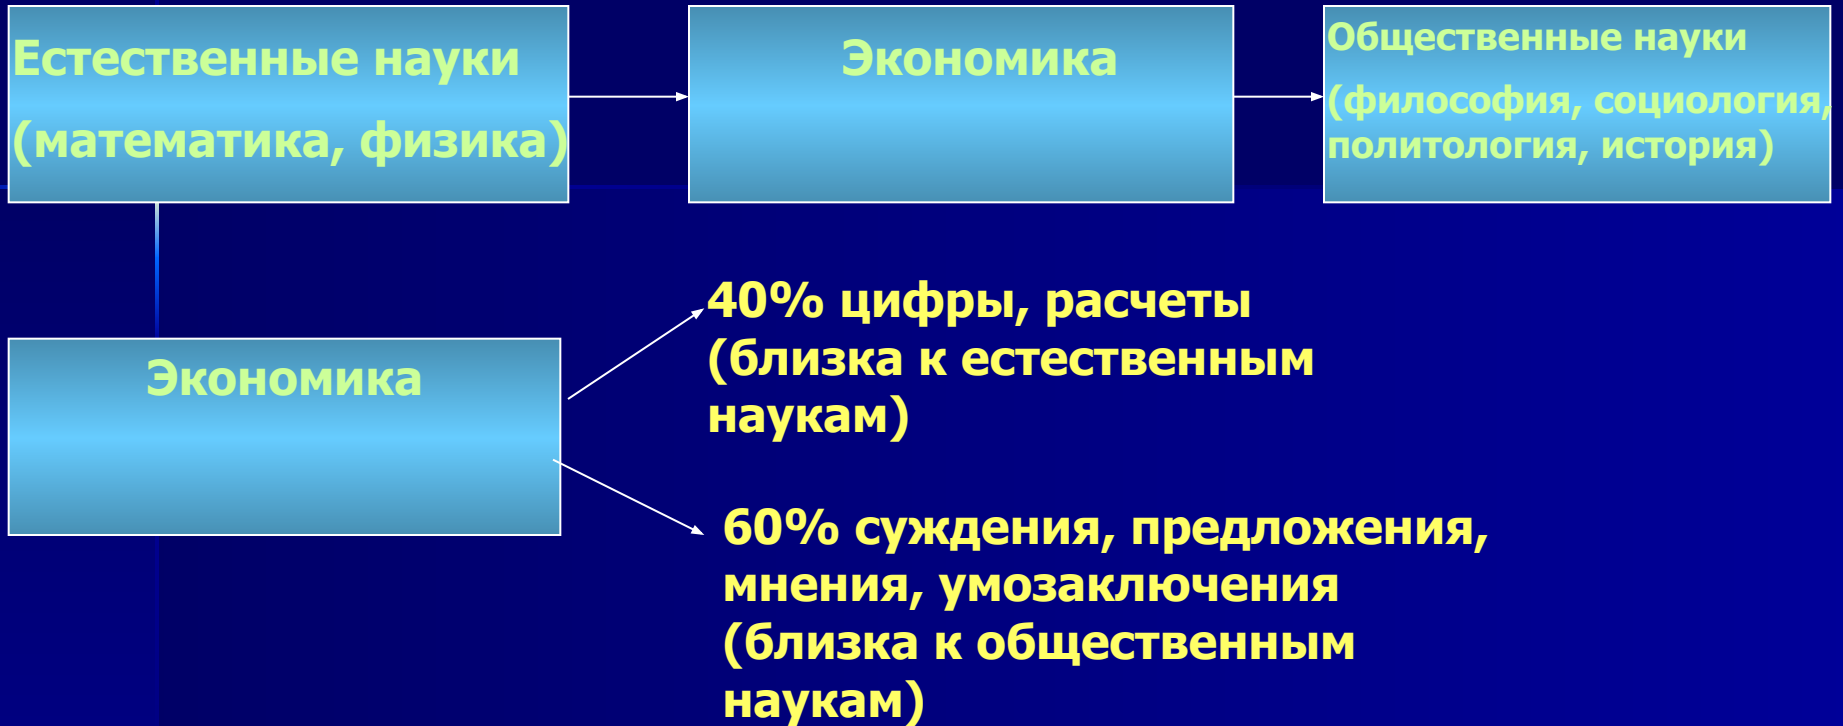 Естественные науки
(математика, физика)
Экономика
Общественные науки
(философия, социология,
политология, история)
Экономика
40% цифры, расчеты
(близка к естественным
наукам)
60% суждения, предложения,
мнения, умозаключения
(близка к общественным
наукам)